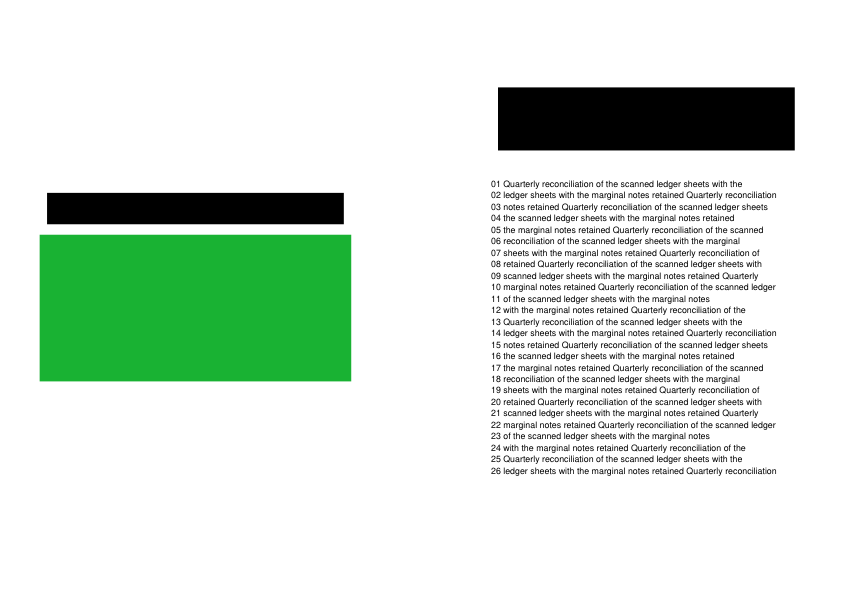 01 Quarterly reconciliation of the scanned ledger sheets with the
02 ledger sheets with the marginal notes retained Quarterly reconciliation
03 notes retained Quarterly reconciliation of the scanned ledger sheets
04 the scanned ledger sheets with the marginal notes retained
05 the marginal notes retained Quarterly reconciliation of the scanned
06 reconciliation of the scanned ledger sheets with the marginal
07 sheets with the marginal notes retained Quarterly reconciliation of
08 retained Quarterly reconciliation of the scanned ledger sheets with
09 scanned ledger sheets with the marginal notes retained Quarterly
10 marginal notes retained Quarterly reconciliation of the scanned ledger
11 of the scanned ledger sheets with the marginal notes
12 with the marginal notes retained Quarterly reconciliation of the
13 Quarterly reconciliation of the scanned ledger sheets with the
14 ledger sheets with the marginal notes retained Quarterly reconciliation
15 notes retained Quarterly reconciliation of the scanned ledger sheets
16 the scanned ledger sheets with the marginal notes retained
17 the marginal notes retained Quarterly reconciliation of the scanned
18 reconciliation of the scanned ledger sheets with the marginal
19 sheets with the marginal notes retained Quarterly reconciliation of
20 retained Quarterly reconciliation of the scanned ledger sheets with
21 scanned ledger sheets with the marginal notes retained Quarterly
22 marginal notes retained Quarterly reconciliation of the scanned ledger
23 of the scanned ledger sheets with the marginal notes
24 with the marginal notes retained Quarterly reconciliation of the
25 Quarterly reconciliation of the scanned ledger sheets with the
26 ledger sheets with the marginal notes retained Quarterly reconciliation